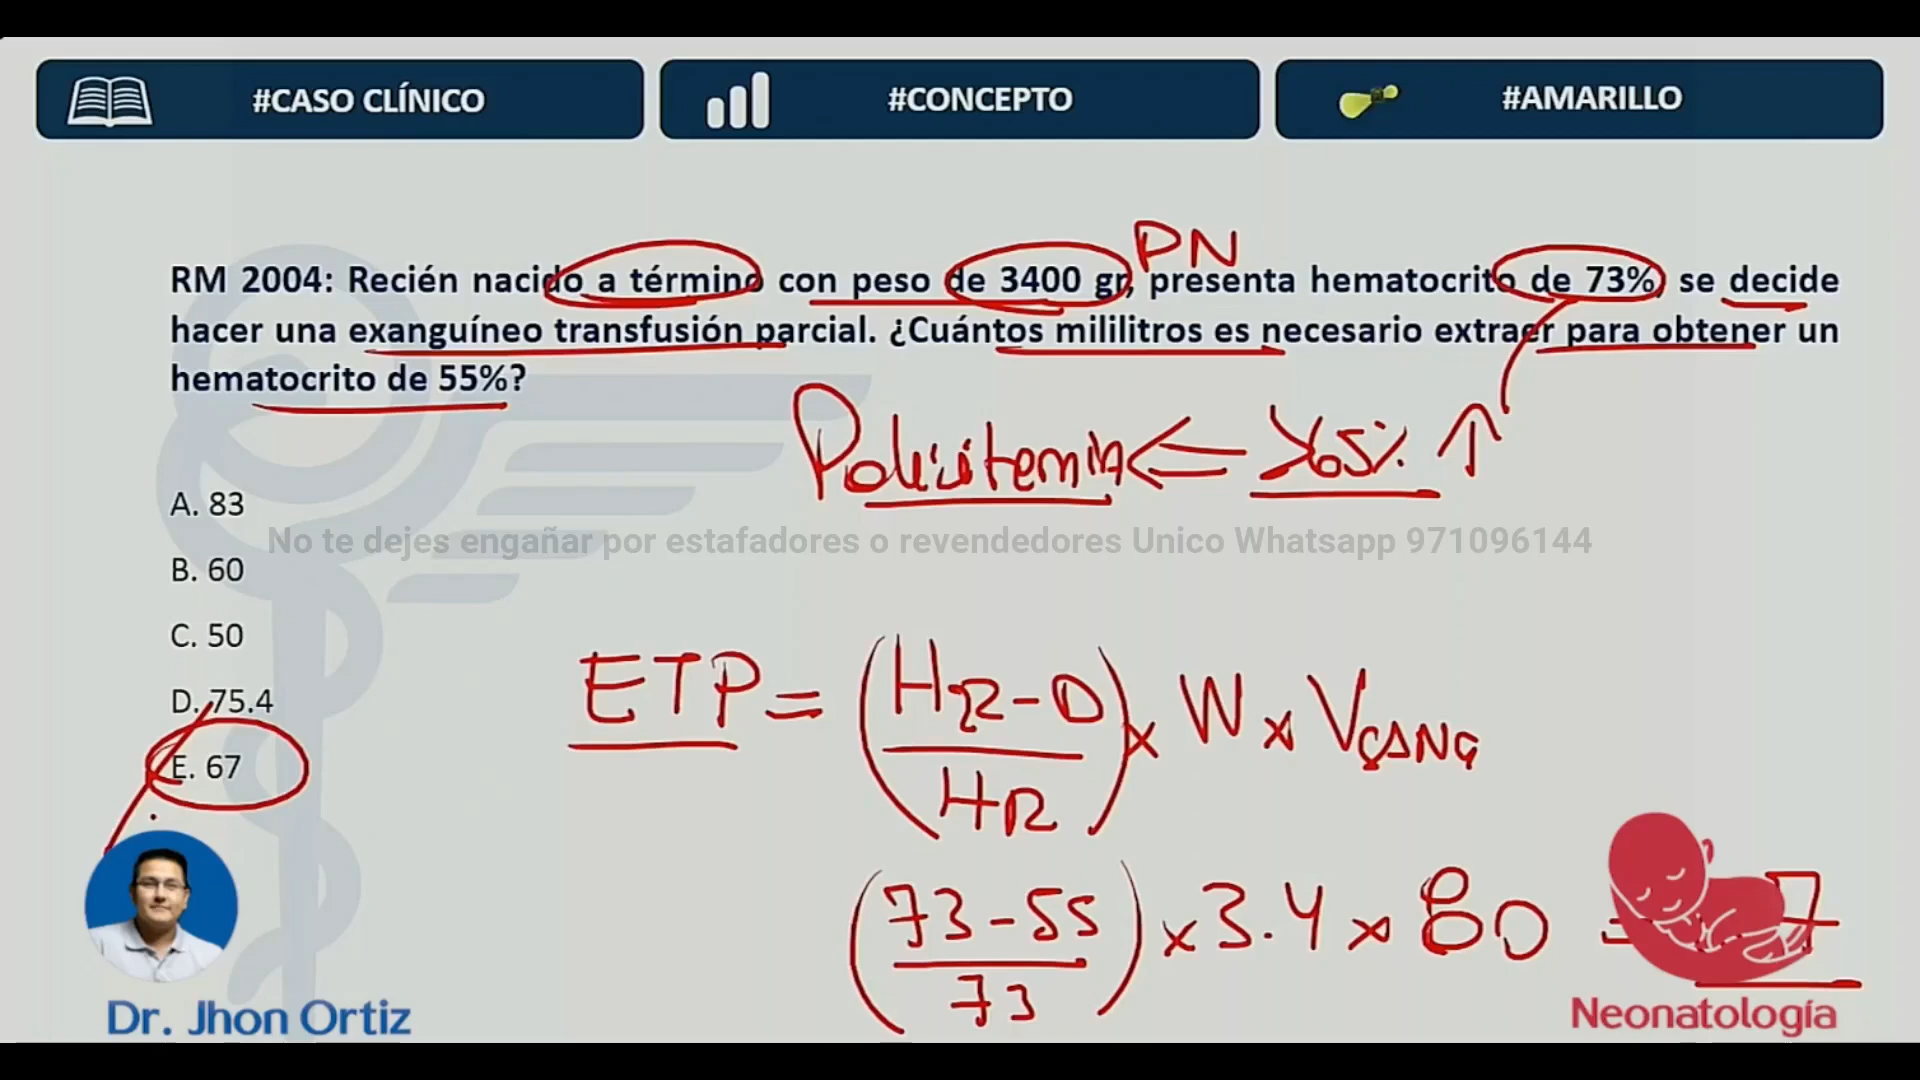 #CASO CLÍNICO
#CONCEPTO
#AMARILLO
PN
RM 2004: Recién nacido a término con peso de 3400 gr, presenta hematocrito de 73%, se decide
hacer una exanguíneo transfusión parcial. ¿Cuántos mililitros es necesario extraer para obtener un
hematocrito de 55%?
Policitemia ⇐ >65% ↑
A. 83
No te dejes engañar por estafadores o revendedores Unico Whatsapp 971096144
B. 60
C. 50
D. 75.4
E. 67
ETP = (HR-D / HR) x W x VSANG
(73-55 / 73) x 3.4 x 80 = 7
Dr. Jhon Ortiz
Neonatología